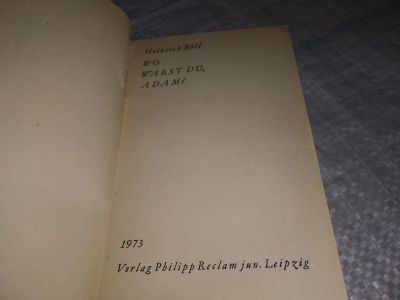 Heinrich Böll
WO
WARST DU,
ADAM?
1973
Verlag Philipp Reclam jun. Leipzig